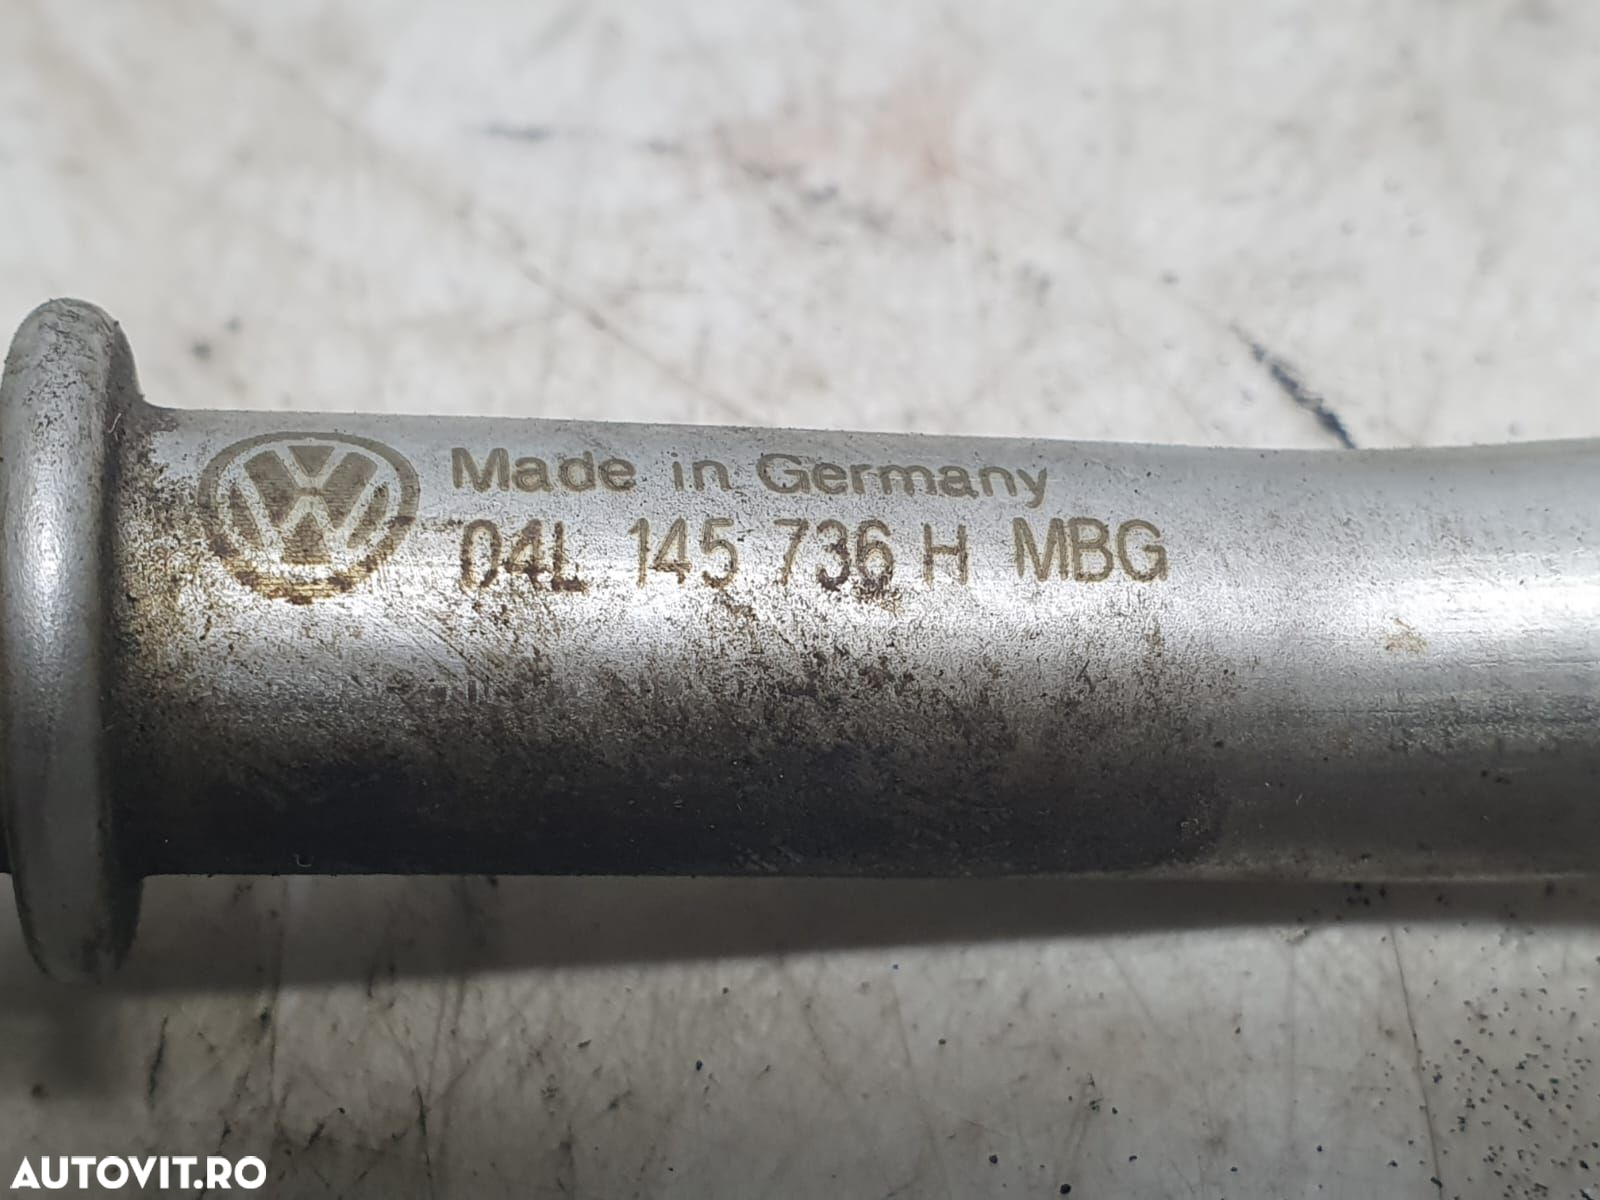 Made in Germany
04L 145 736 H MBG
AUTOVIT.RO